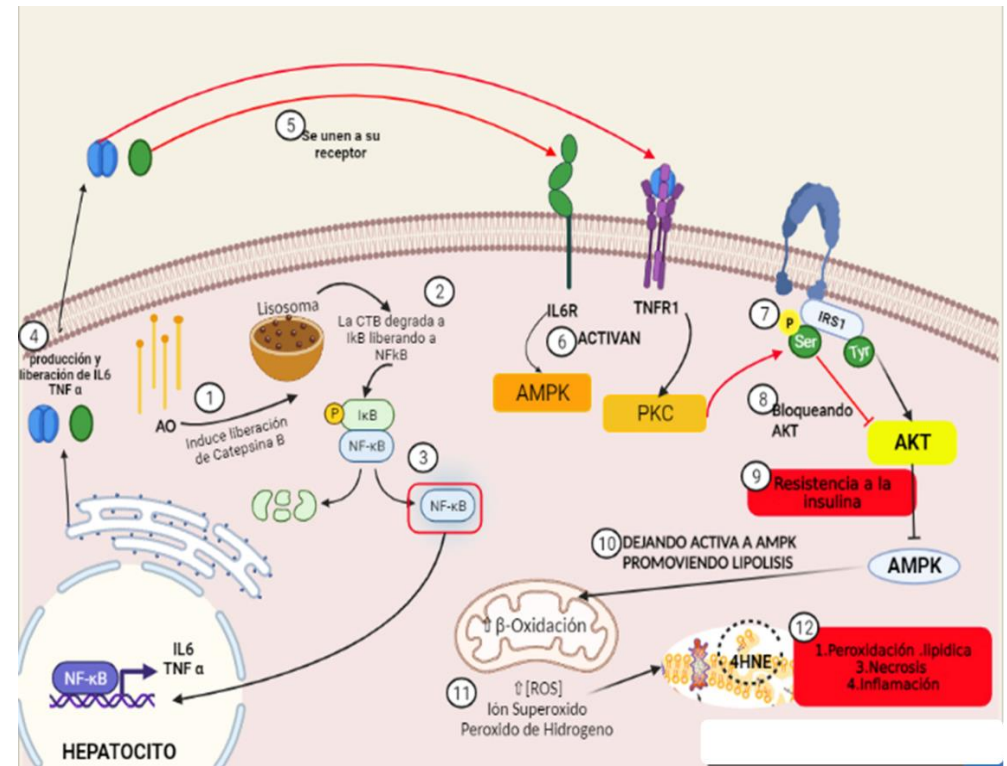 5
Se unen a su
receptor
4
producción y
liberación de IL6
TNF α
AO
1
Induce liberación
de Catepsina B
Lisosoma
2
La CTB degrada a
IkB liberando a
NFkB
P
IκB
NF-κB
3
NF-κB
IL6R
TNFR1
6
ACTIVAN
AMPK
PKC
7
P
Ser
IRS1
Tyr
8
Bloqueando
AKT
AKT
9
Resistencia a la
insulina
10
DEJANDO ACTIVA A AMPK
PROMOVIENDO LIPOLISIS
AMPK
⇧ β-Oxidación
11
⇧ [ROS]
Ión Superoxido
Peroxido de Hidrogeno
4HNE
12
1.Peroxidación .lipidica
3.Necrosis
4.Inflamación
NF-κB
IL6
TNF α
HEPATOCITO